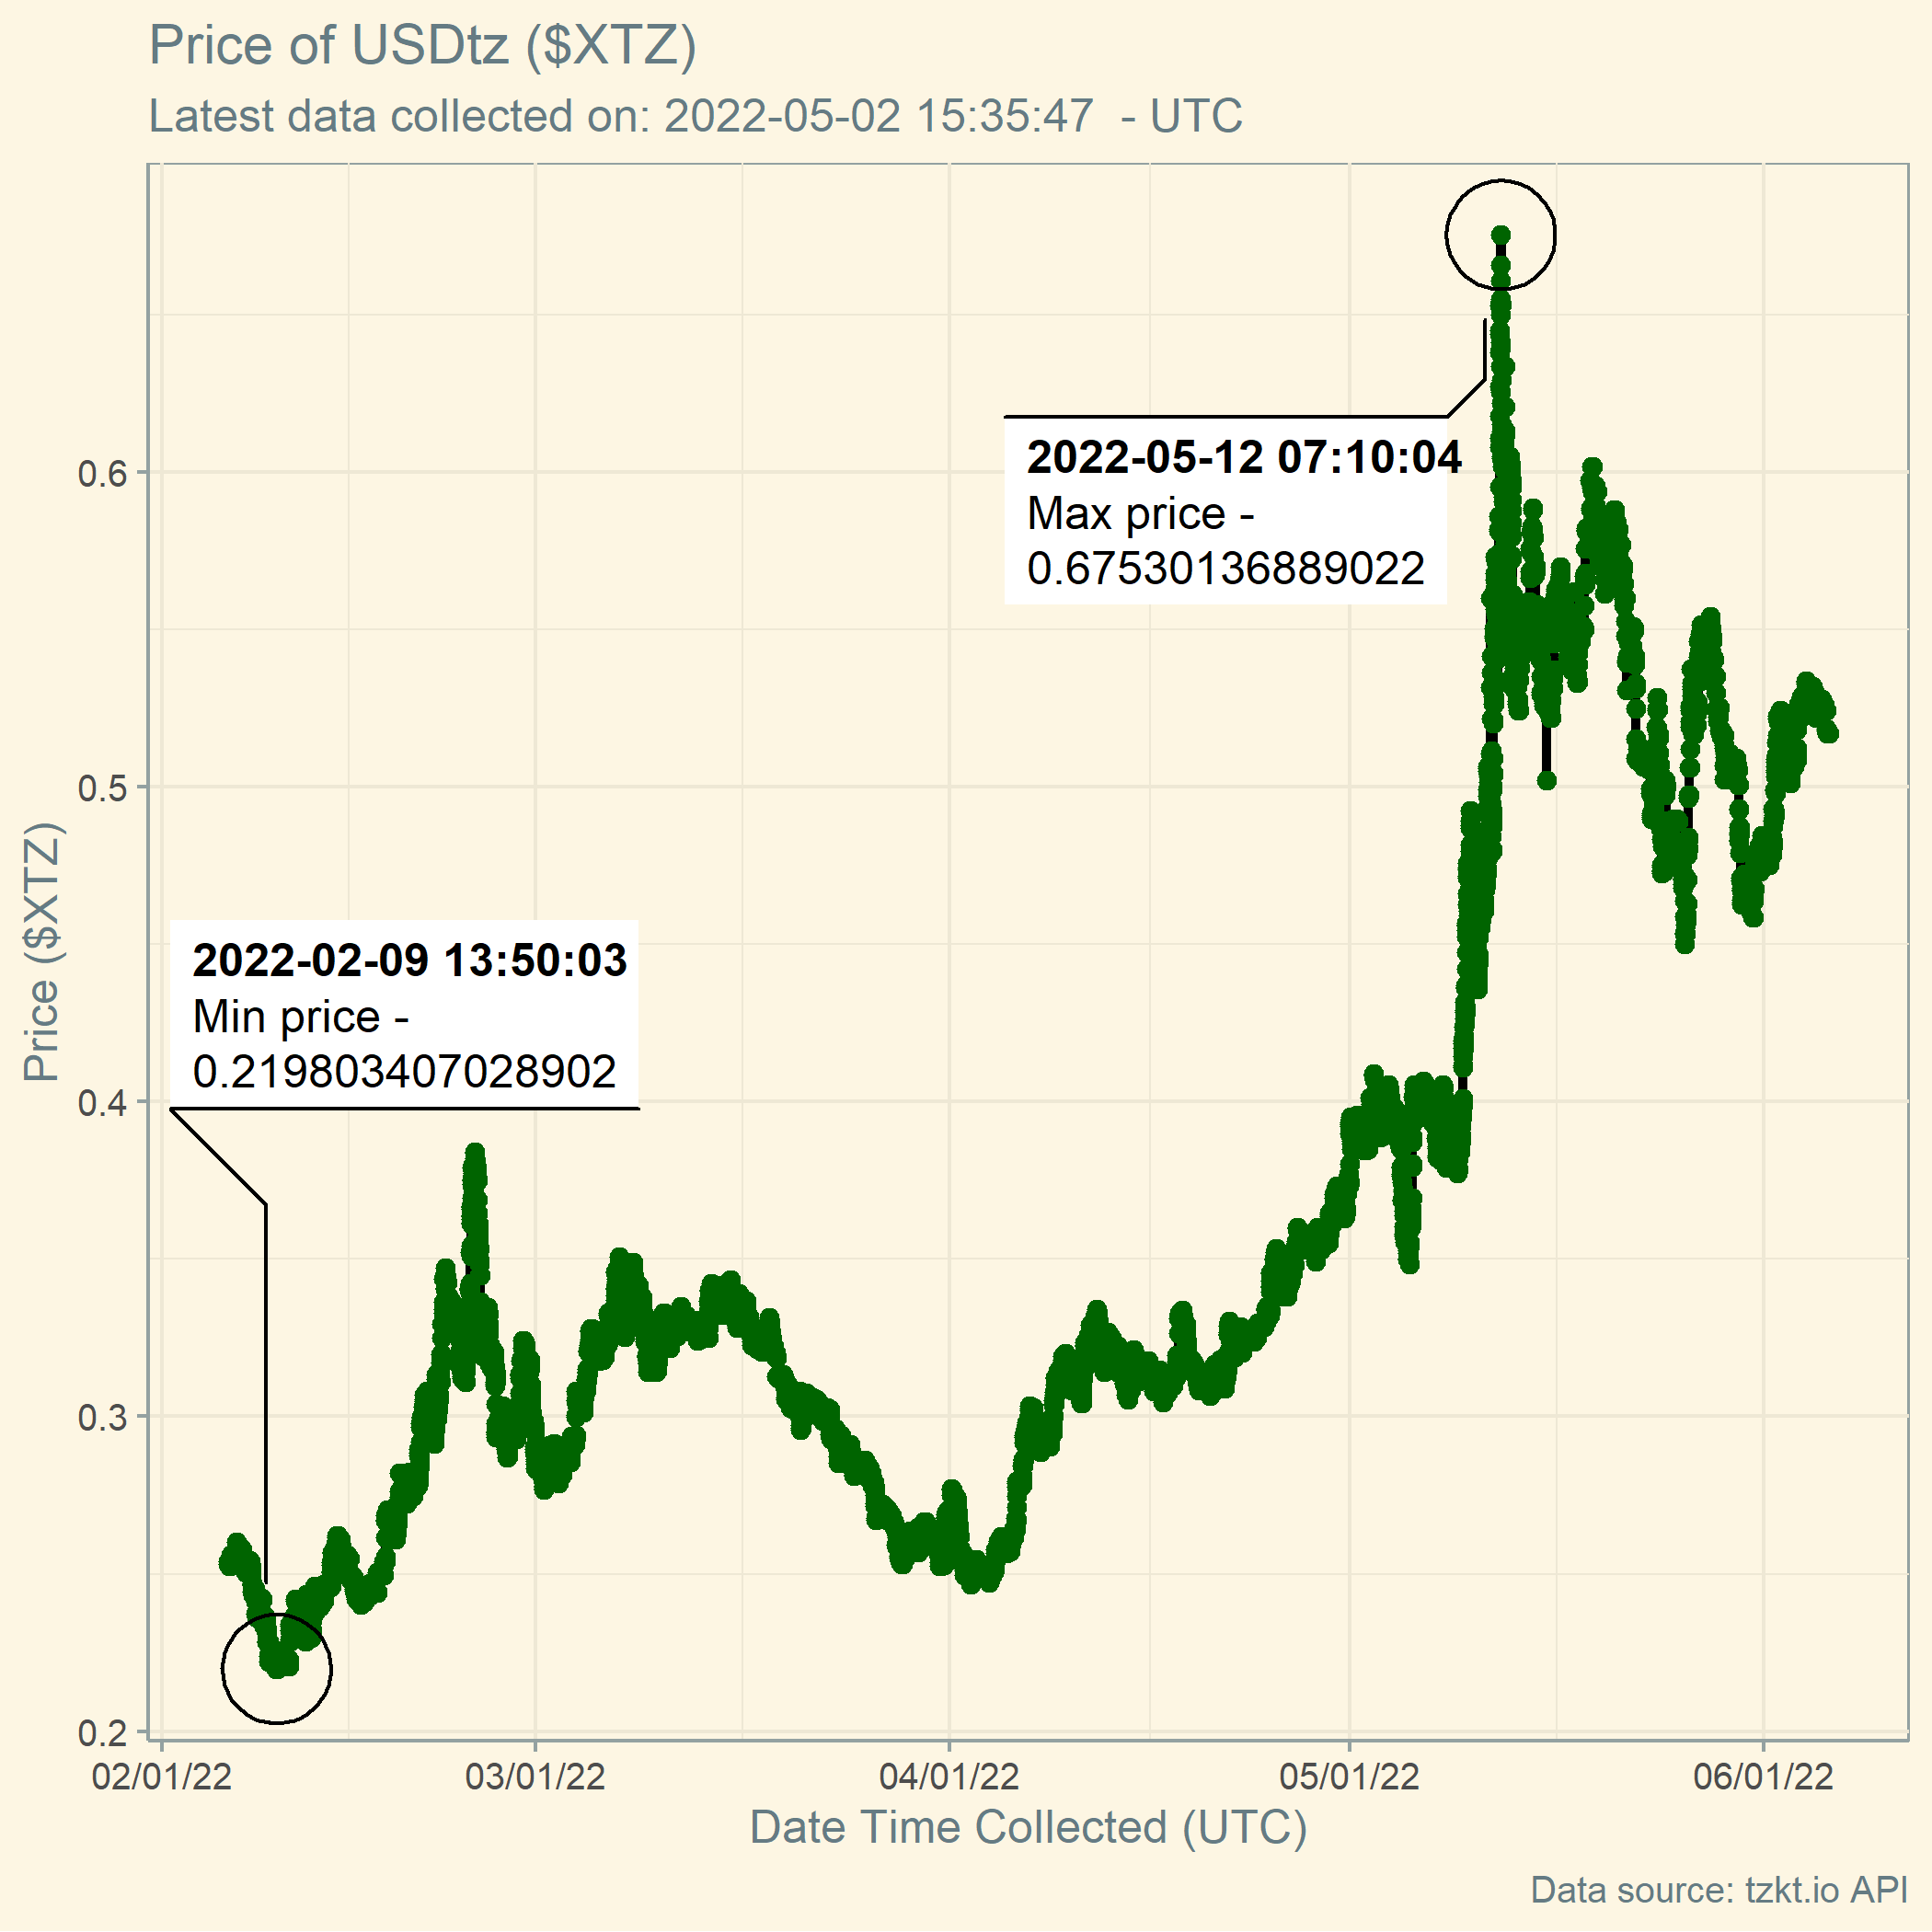 Price of USDtz ($XTZ)
Latest data collected on: 2022-05-02 15:35:47  - UTC
2022-05-12 07:10:04
Max price -
0.67530136889022
2022-02-09 13:50:03
Min price -
0.219803407028902
Price ($XTZ)
0.6
0.5
0.4
0.3
0.2
02/01/22 03/01/22 04/01/22 05/01/22 06/01/22
Date Time Collected (UTC)
Data source: tzkt.io API